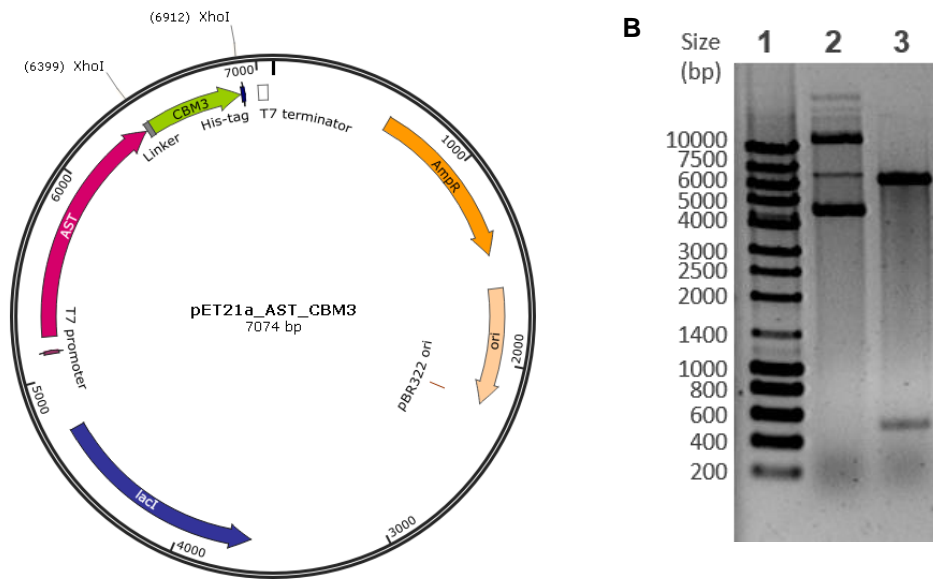 (6912) XhoI
(6399) XhoI
7000
CBM3
His-tag
T7 terminator
Linker
1000
AmpR
6000
AST
pET21a_AST_CBM3
7074 bp
T7 promoter
ori
2000
pBR322 ori
5000
lacI
3000
4000
B
Size
(bp)
1 2 3
10000
7500
6000
5000
4000
3000
2500
2000
1400
1000
800
600
400
200